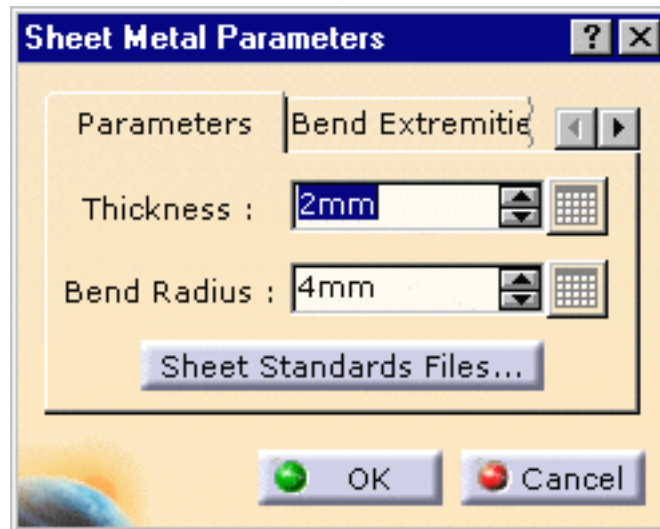 Sheet Metal Parameters ? X
Parameters Bend Extremitie
Thickness : 2mm
Bend Radius : 4mm
Sheet Standards Files...
OK Cancel